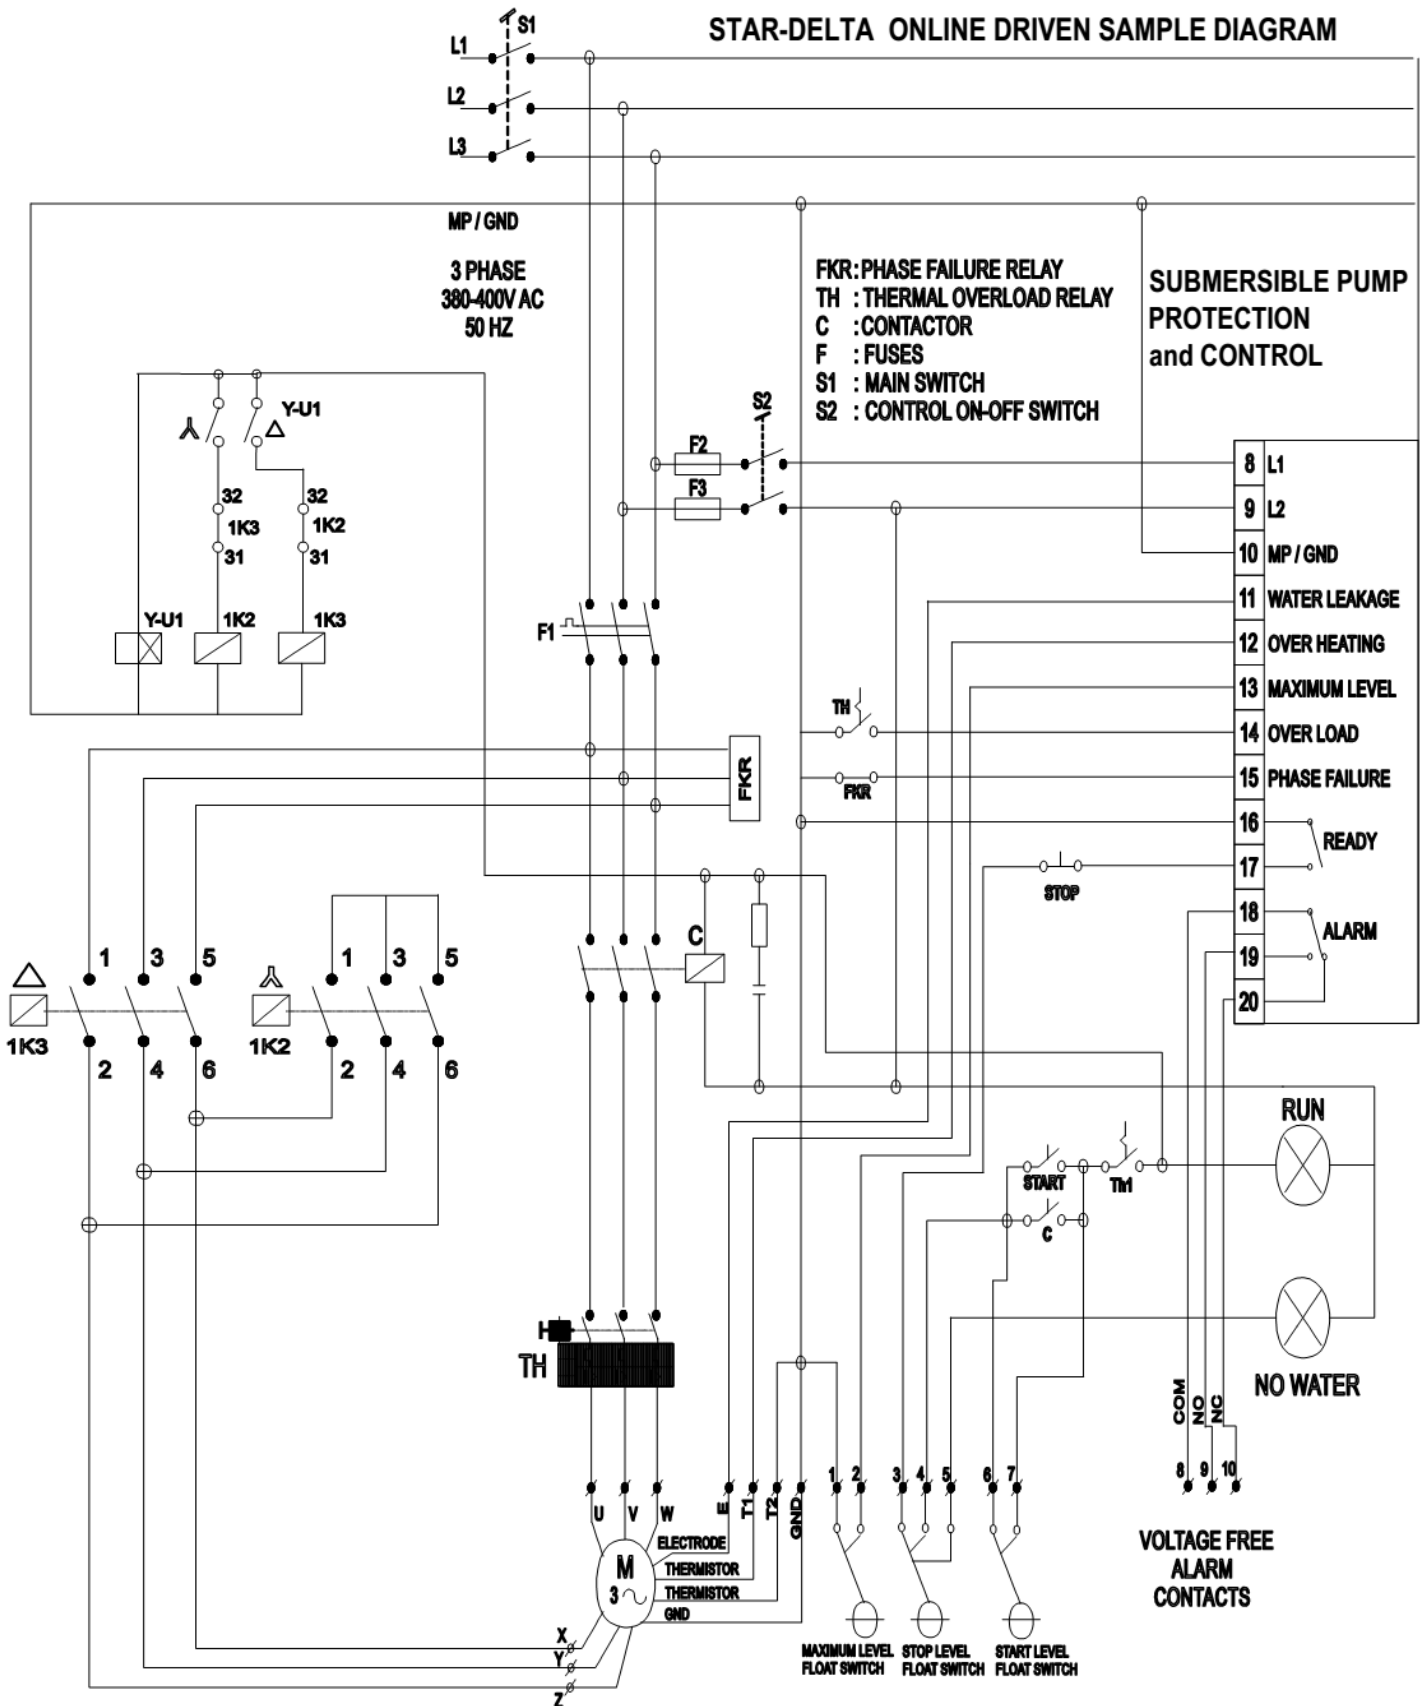 STAR-DELTA ONLINE DRIVEN SAMPLE DIAGRAM
S1
L1
L2
L3
MP / GND
3 PHASE
380-400V AC
50 HZ
FKR: PHASE FAILURE RELAY
TH : THERMAL OVERLOAD RELAY
C : CONTACTOR
F : FUSES
S1 : MAIN SWITCH
S2 : CONTROL ON-OFF SWITCH
SUBMERSIBLE PUMP
PROTECTION
and CONTROL
Y-U1
32
1K3
31
32
1K2
31
Y-U1
1K2
1K3
S2
F2
F3
F1
8 L1
9 L2
10 MP / GND
11 WATER LEAKAGE
12 OVER HEATING
13 MAXIMUM LEVEL
14 OVER LOAD
15 PHASE FAILURE
16
READY
17
18
ALARM
19
20
TH
FKR
FKR
STOP
C
1 3 5
1K3
2 4 6
1 3 5
1K2
2 4 6
RUN
START
Th1
C
NO WATER
H
TH
COM
NO
NC
8 9 10
VOLTAGE FREE
ALARM
CONTACTS
U V W
E
T1
T2
GND
1 2 3 4 5 6 7
M
3
ELECTRODE
THERMISTOR
THERMISTOR
GND
X
Y
Z
MAXIMUM LEVEL
FLOAT SWITCH
STOP LEVEL
FLOAT SWITCH
START LEVEL
FLOAT SWITCH